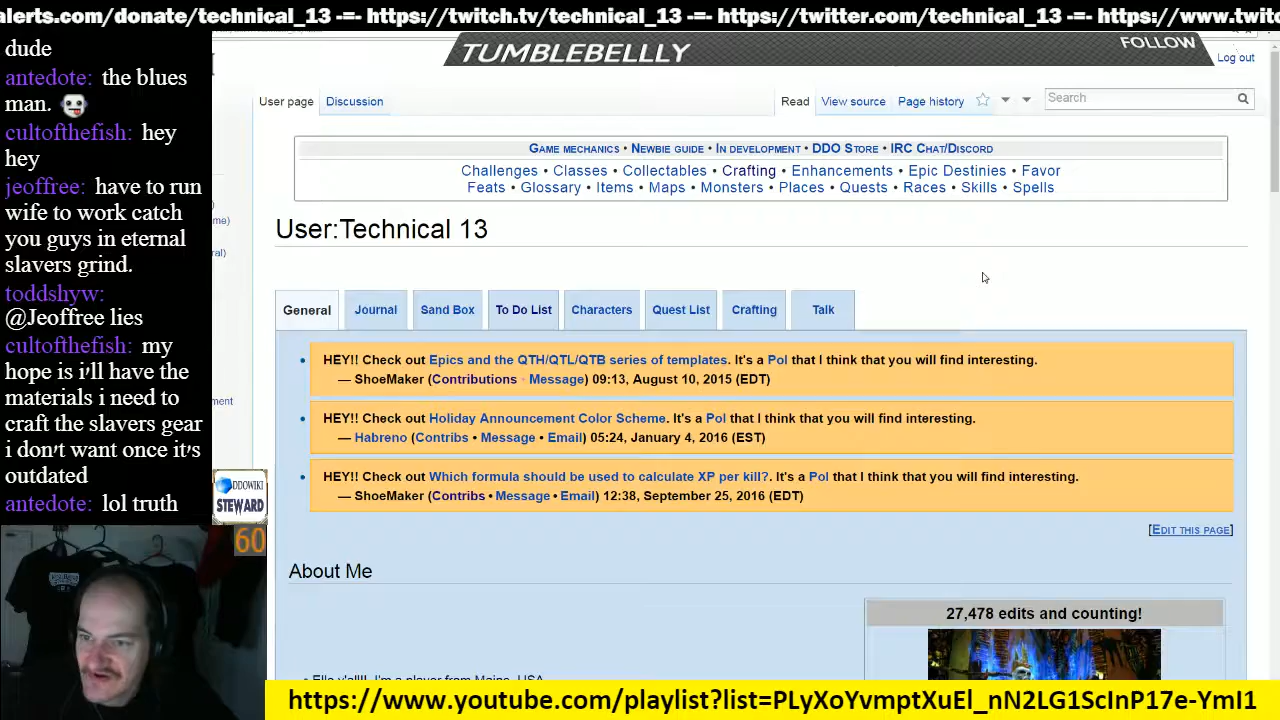 alerts.com/donate/technical_13 -=- https://twitch.tv/technical_13 -=- https://twitter.com/technical_13 -=- https://www.twitc
dude
antedote: the blues
man.
cultofthefish: hey
hey
jeoffree: have to run
wife to work catch
you guys in eternal
slavers grind.
toddshyw:
@Jeoffree lies
cultofthefish: my
hope is i'll have the
materials i need to
craft the slavers gear
i don't want once it's
outdated
antedote: lol truth
DDOWIKI
STEWARD
60
TUMBLEBELLLY
FOLLOW
Log out
User page Discussion Read View source Page history Search
Game mechanics • Newbie guide • In development • DDO Store • IRC Chat/Discord
Challenges • Classes • Collectables • Crafting • Enhancements • Epic Destinies • Favor
Feats • Glossary • Items • Maps • Monsters • Places • Quests • Races • Skills • Spells
me)
ral)
ment
User:Technical 13
General Journal Sand Box To Do List Characters Quest List Crafting Talk
• HEY!! Check out Epics and the QTH/QTL/QTB series of templates. It's a Pol that I think that you will find interesting.
— ShoeMaker (Contributions • Message) 09:13, August 10, 2015 (EDT)
• HEY!! Check out Holiday Announcement Color Scheme. It's a Pol that I think that you will find interesting.
— Habreno (Contribs • Message • Email) 05:24, January 4, 2016 (EST)
• HEY!! Check out Which formula should be used to calculate XP per kill?. It's a Pol that I think that you will find interesting.
— ShoeMaker (Contribs • Message • Email) 12:38, September 25, 2016 (EDT)
[Edit this page]
About Me
27,478 edits and counting!
Ello y'all!! I'm a player from Maine, USA
https://www.youtube.com/playlist?list=PLyXoYvmptXuEl_nN2LG1ScInP17e-YmI1